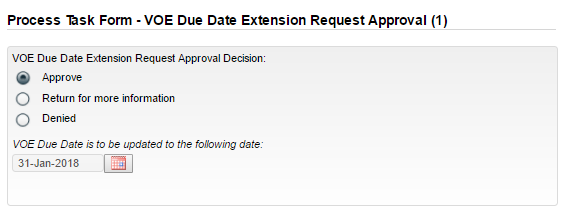 Process Task Form - VOE Due Date Extension Request Approval (1)
VOE Due Date Extension Request Approval Decision:
Approve
Return for more information
Denied
VOE Due Date is to be updated to the following date:
31-Jan-2018